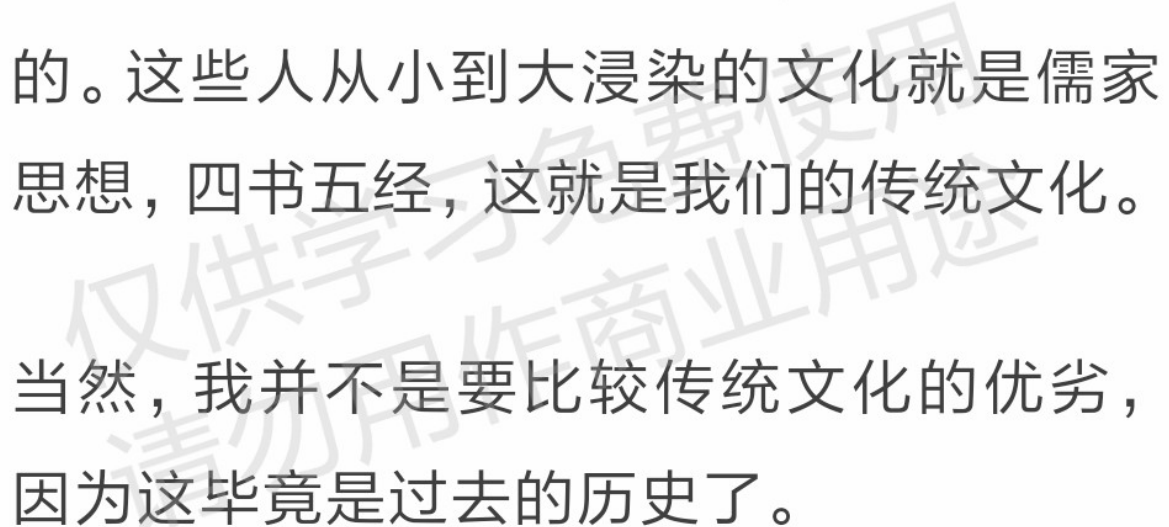 的。这些人从小到大浸染的文化就是儒家
思想，四书五经，这就是我们的传统文化。
当然，我并不是要比较传统文化的优劣，
因为这毕竟是过去的历史了。
仅供学习免费使用
请勿用作商业用途